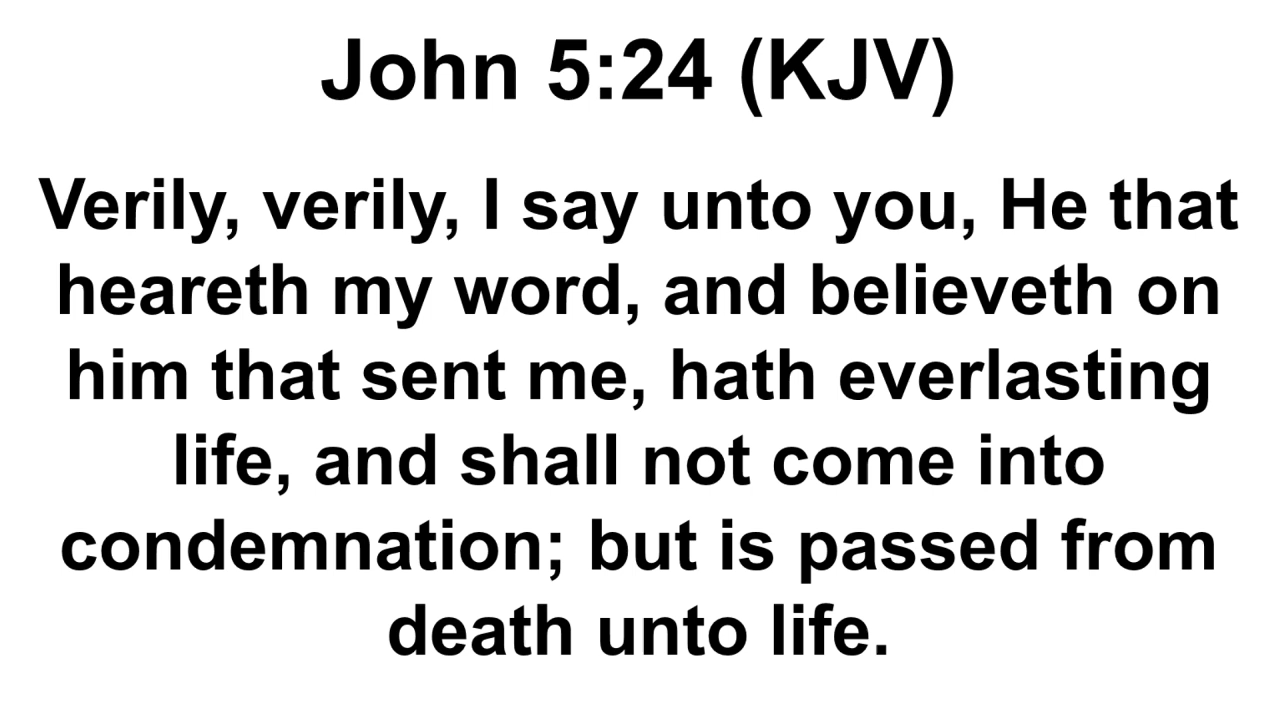 John 5:24 (KJV)
Verily, verily, I say unto you, He that
heareth my word, and believeth on
him that sent me, hath everlasting
life, and shall not come into
condemnation; but is passed from
death unto life.